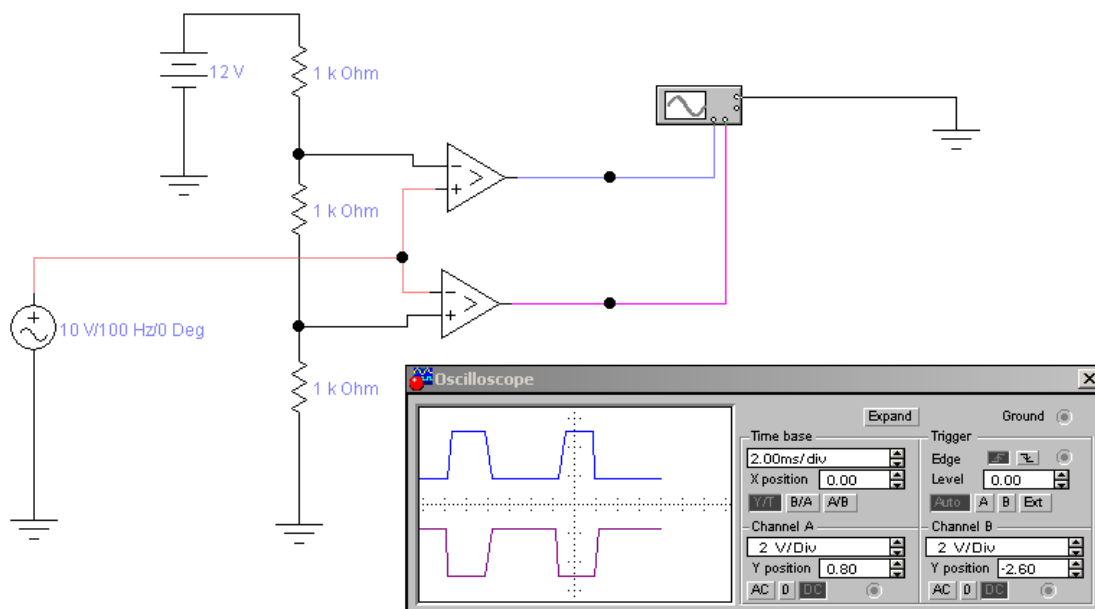 12 V
1 k Ohm
1 k Ohm
10 V/100 Hz/0 Deg
1 k Ohm
Oscilloscope
Expand
Ground
Time base
2.00ms/div
X position 0.00
Y/T B/A A/B
Trigger
Edge
Level 0.00
Auto A B Ext
Channel A
2 V/Div
Y position 0.80
AC 0 DC
Channel B
2 V/Div
Y position -2.60
AC 0 DC